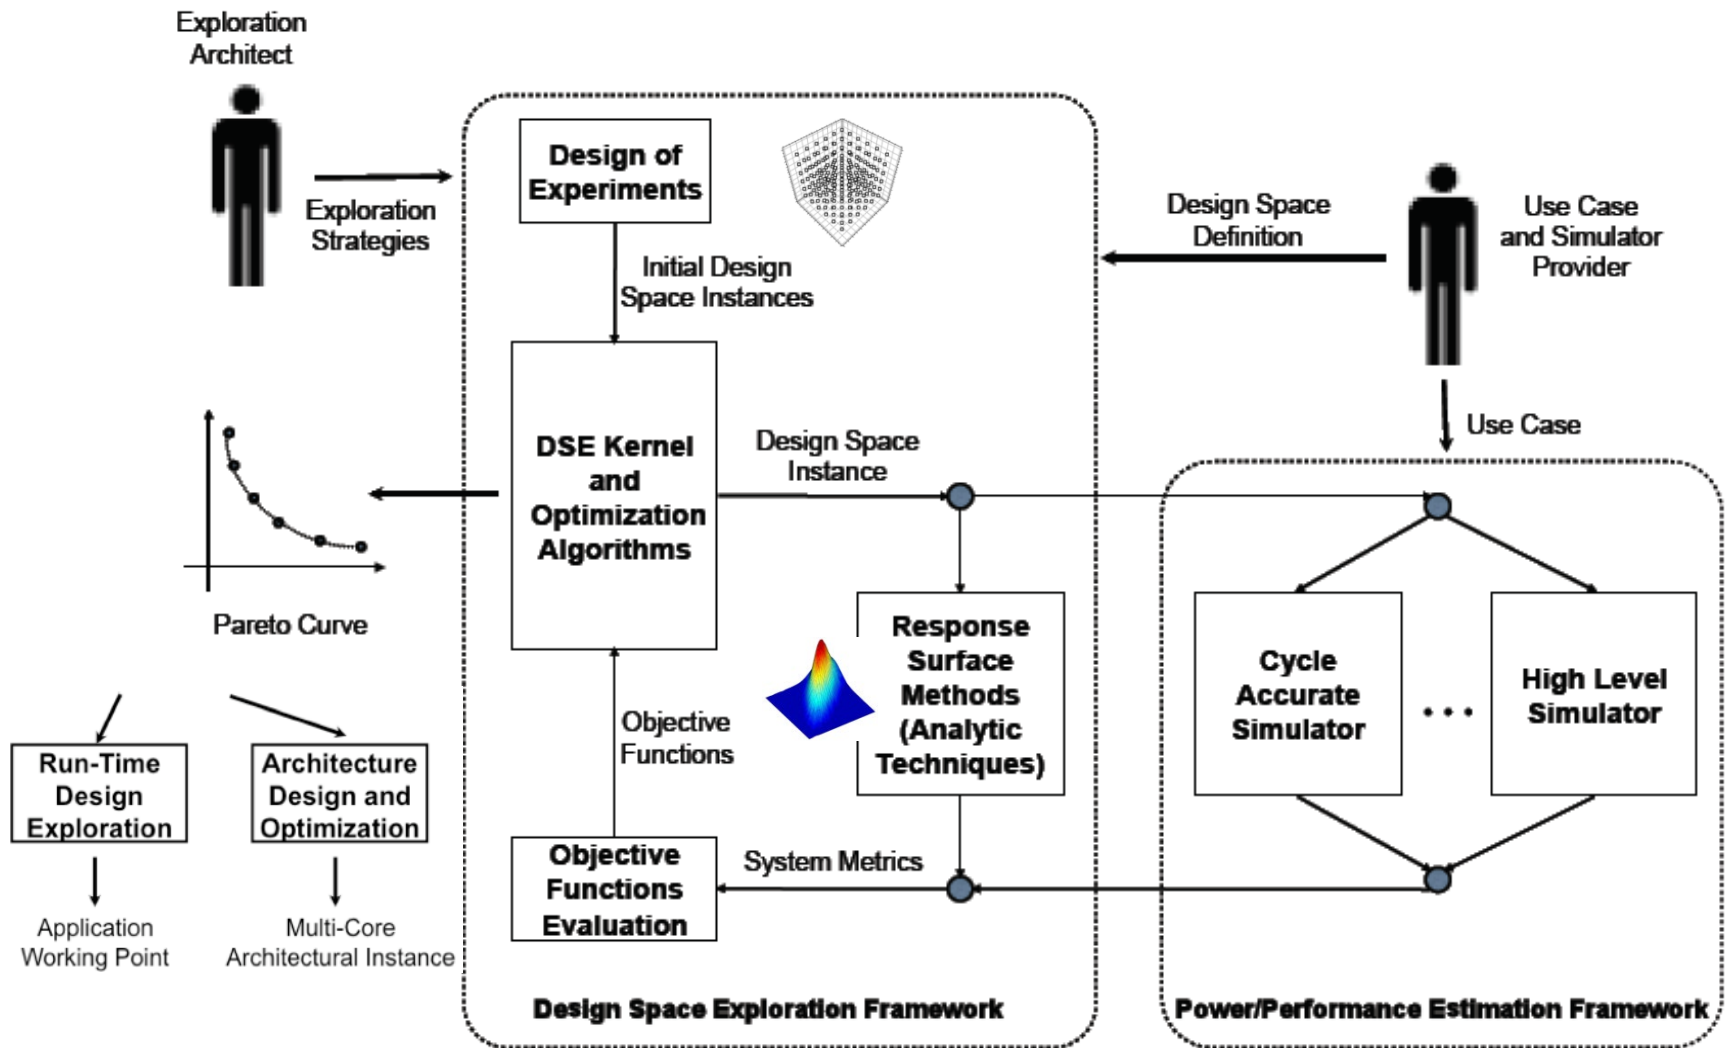 Exploration
Architect
Exploration
Strategies
Design of
Experiments
Initial Design
Space Instances
Design Space
Definition
Use Case
and Simulator
Provider
Use Case
DSE Kernel
and
Optimization
Algorithms
Design Space
Instance
Pareto Curve
Response
Surface
Methods
(Analytic
Techniques)
Cycle
Accurate
Simulator
• • •
High Level
Simulator
Objective
Functions
Run-Time
Design
Exploration
Architecture
Design and
Optimization
Objective
Functions
Evaluation
System Metrics
Application
Working Point
Multi-Core
Architectural Instance
Design Space Exploration Framework
Power/Performance Estimation Framework